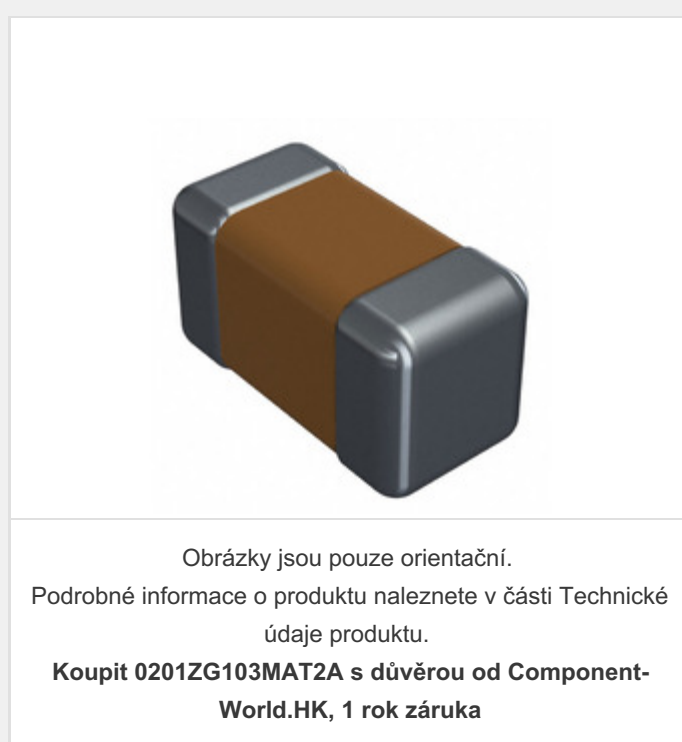 Obrázky jsou pouze orientační.
Podrobné informace o produktu naleznete v části Technické
údaje produktu.
Koupit 0201ZG103MAT2A s důvěrou od Component-
World.HK, 1 rok záruka